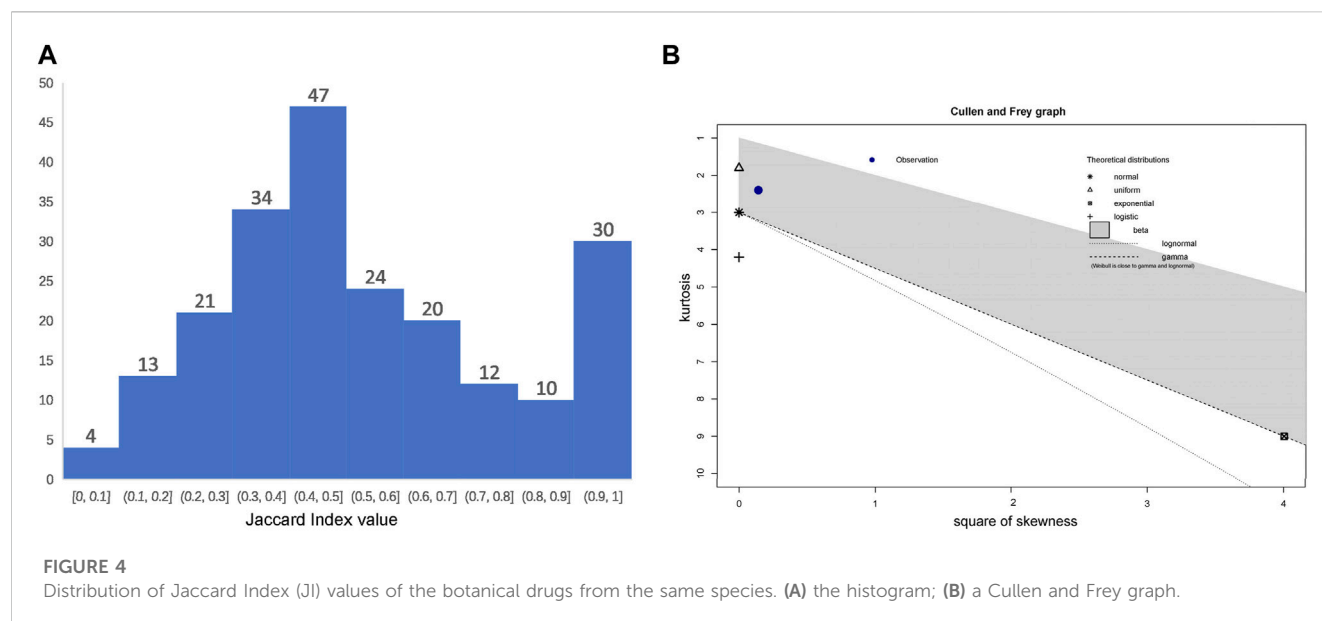 A
50
45
40
35
30
25
20
15
10
5
0
4
13
21
34
47
24
20
12
10
30
[0, 0.1] (0.1, 0.2] (0.2, 0.3] (0.3, 0.4] (0.4, 0.5] (0.5, 0.6] (0.6, 0.7] (0.7, 0.8] (0.8, 0.9] (0.9, 1]
Jaccard Index value
B
Cullen and Frey graph
kurtosis
1
2
3
4
5
6
7
8
9
10
Observation
Theoretical distributions
normal
uniform
exponential
logistic
beta
lognormal
gamma
(Weibull is close to gamma and lognormal)
0 1 2 3 4
square of skewness
FIGURE 4
Distribution of Jaccard Index (JI) values of the botanical drugs from the same species. (A) the histogram; (B) a Cullen and Frey graph.